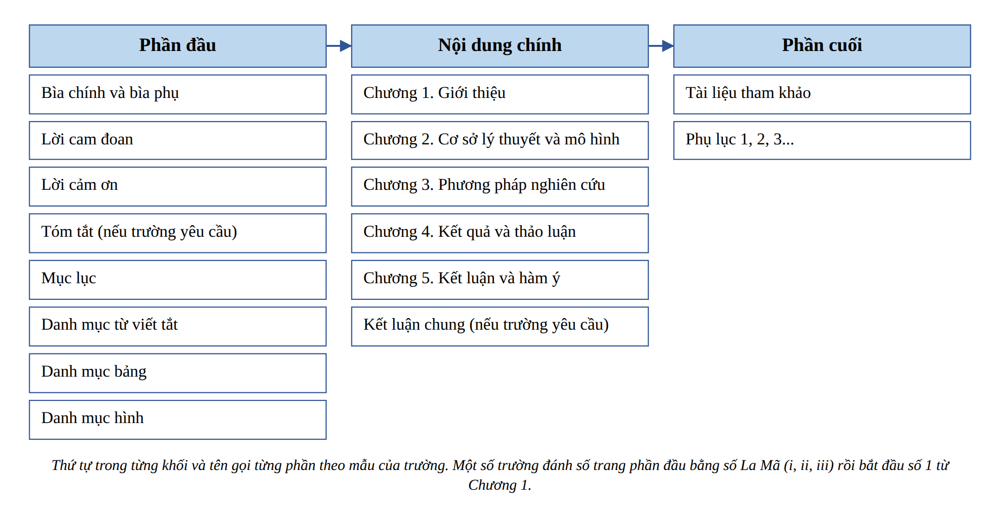 Phần đầu
Bìa chính và bìa phụ
Lời cam đoan
Lời cảm ơn
Tóm tắt (nếu trường yêu cầu)
Mục lục
Danh mục từ viết tắt
Danh mục bảng
Danh mục hình
Nội dung chính
Chương 1. Giới thiệu
Chương 2. Cơ sở lý thuyết và mô hình
Chương 3. Phương pháp nghiên cứu
Chương 4. Kết quả và thảo luận
Chương 5. Kết luận và hàm ý
Kết luận chung (nếu trường yêu cầu)
Phần cuối
Tài liệu tham khảo
Phụ lục 1, 2, 3...
Thứ tự trong từng khối và tên gọi từng phần theo mẫu của trường. Một số trường đánh số trang phần đầu bằng số La Mã (i, ii, iii) rồi bắt đầu số 1 từ
Chương 1.